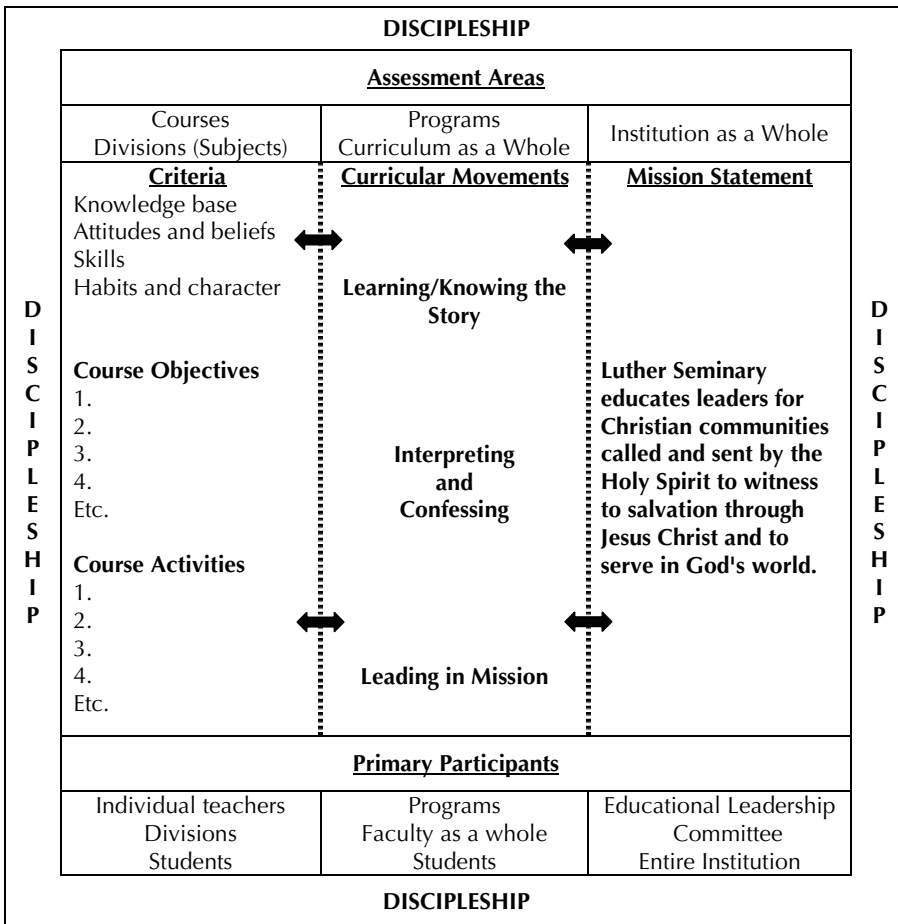 DISCIPLESHIP
Assessment Areas
Courses
Divisions (Subjects)
Programs
Curriculum as a Whole
Institution as a Whole
Criteria
Knowledge base
Attitudes and beliefs
Skills
Habits and character
Course Objectives
1.
2.
3.
4.
Etc.
Course Activities
1.
2.
3.
4.
Etc.
Curricular Movements
Learning/Knowing the
Story
Interpreting
and
Confessing
Leading in Mission
Mission Statement
Luther Seminary
educates leaders for
Christian communities
called and sent by the
Holy Spirit to witness
to salvation through
Jesus Christ and to
serve in God's world.
D
I
S
C
I
P
L
E
S
H
I
P
D
I
S
C
I
P
L
E
S
H
I
P
Primary Participants
Individual teachers
Divisions
Students
Programs
Faculty as a whole
Students
Educational Leadership
Committee
Entire Institution
DISCIPLESHIP